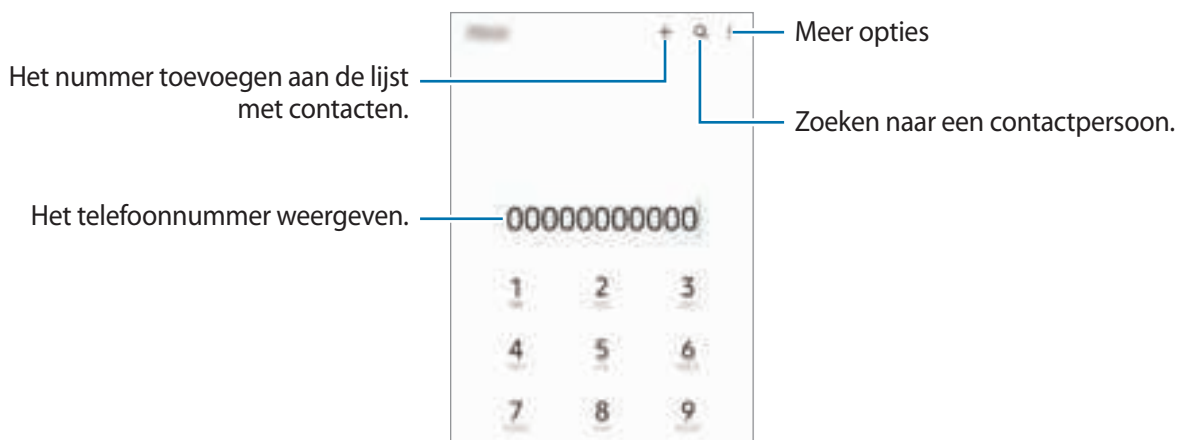 Meer opties
Het nummer toevoegen aan de lijst
met contacten.
Zoeken naar een contactpersoon.
Het telefoonnummer weergeven.
00000000000
1 2 3
4 5 6
7 8 9